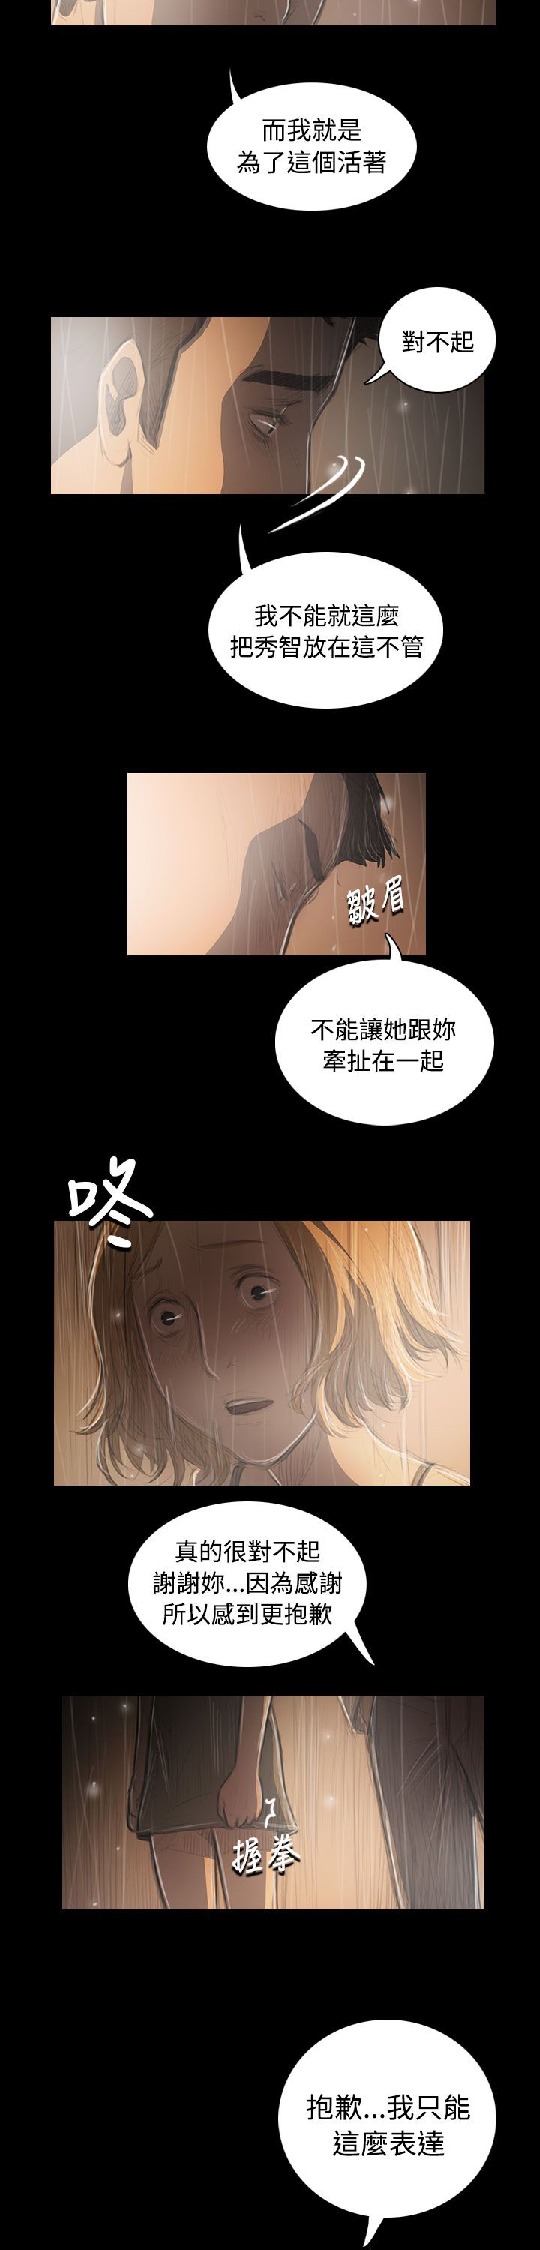 而我就是
為了這個活著
對不起
我不能就這麼
把秀智放在這不管
皺眉
不能讓她跟妳
牽扯在一起
咚
真的很對不起
謝謝妳...因為感謝
所以感到更抱歉
握拳
抱歉...我只能
這麼表達